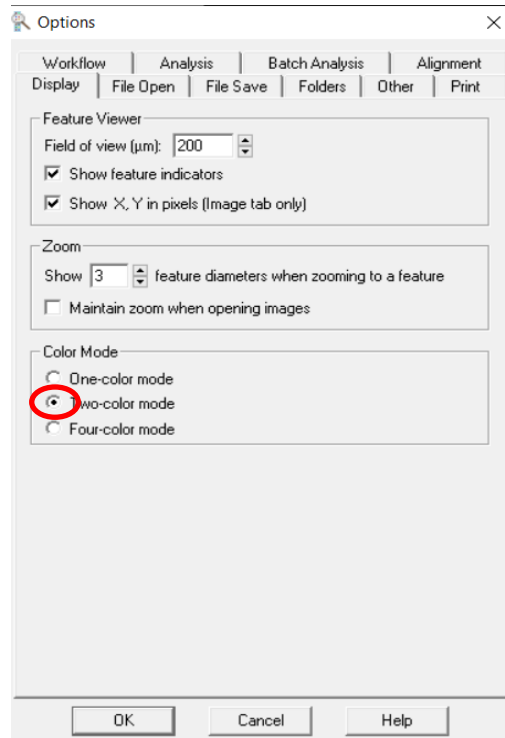 Options
Workflow Analysis Batch Analysis Alignment
Display File Open File Save Folders Other Print
Feature Viewer
Field of view (µm): 200
Show feature indicators
Show X, Y in pixels (Image tab only)
Zoom
Show 3 feature diameters when zooming to a feature
Maintain zoom when opening images
Color Mode
One-color mode
Two-color mode
Four-color mode
OK Cancel Help